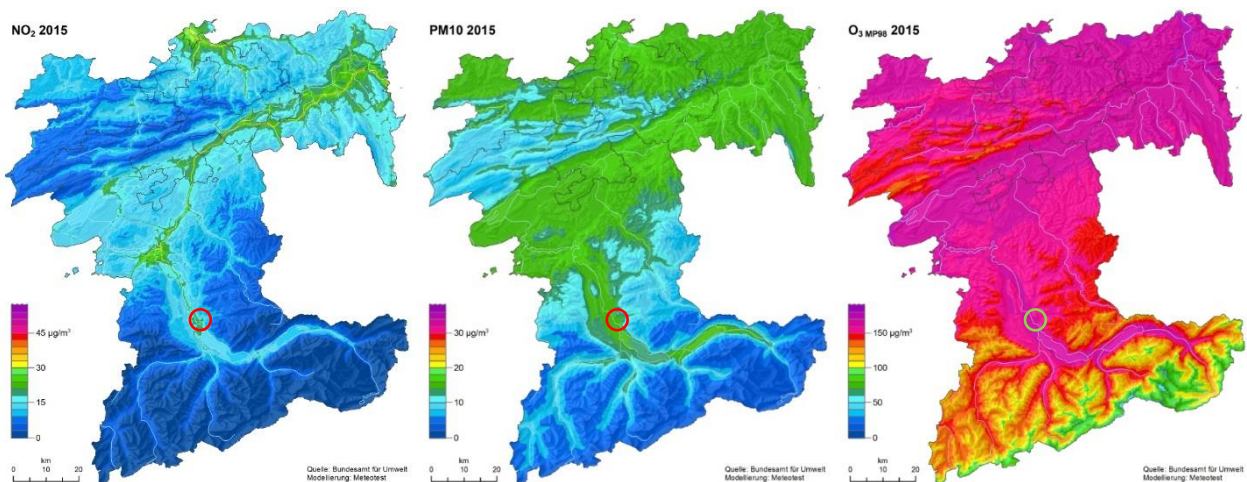 NO₂ 2015
45 µg/m³
30
15
0
km
0 10 20
Quelle: Bundesamt für Umwelt
Modellierung: Meteotest
PM10 2015
30 µg/m³
20
10
0
km
0 10 20
Quelle: Bundesamt für Umwelt
Modellierung: Meteotest
O₃ MP98 2015
150 µg/m³
100
50
0
km
0 10 20
Quelle: Bundesamt für Umwelt
Modellierung: Meteotest